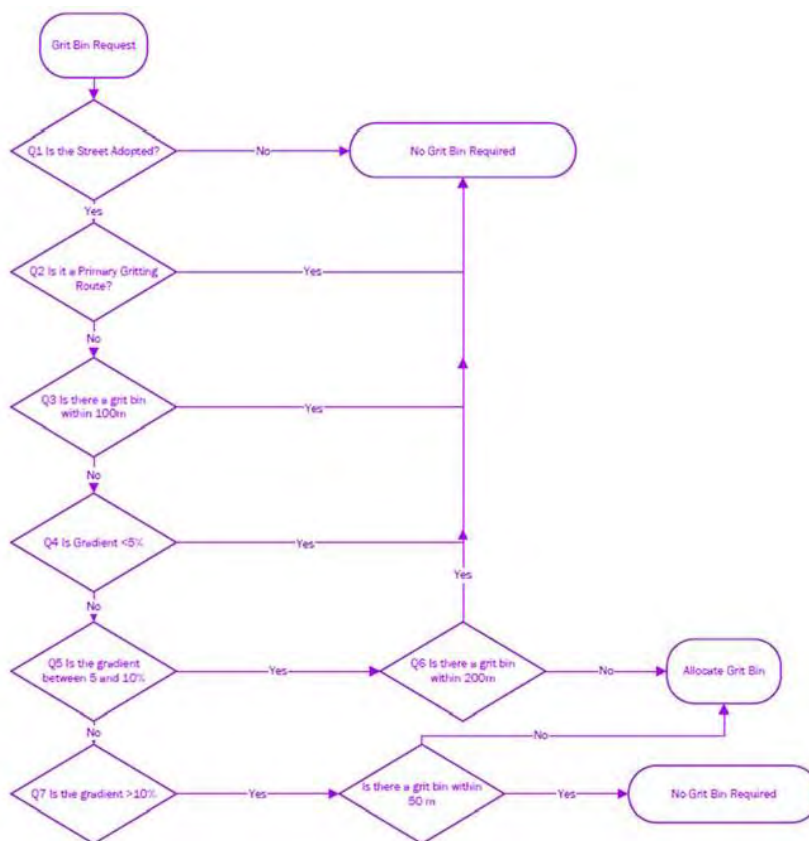 Grit Bin Request
Q1 Is the Street Adopted?
No
No Grit Bin Required
Yes
Q2 Is it a Primary Gritting
Route?
Yes
No
Q3 Is there a grit bin
within 100m
Yes
No
Q4 Is Gradient <5%
Yes
Yes
No
Q5 Is the gradient
between 5 and 10%
Yes
Q6 Is there a grit bin
within 200m
No
Allocate Grit Bin
No
No
Q7 Is the gradient >10%
Yes
Is there a grit bin within
50 m
Yes
No Grit Bin Required